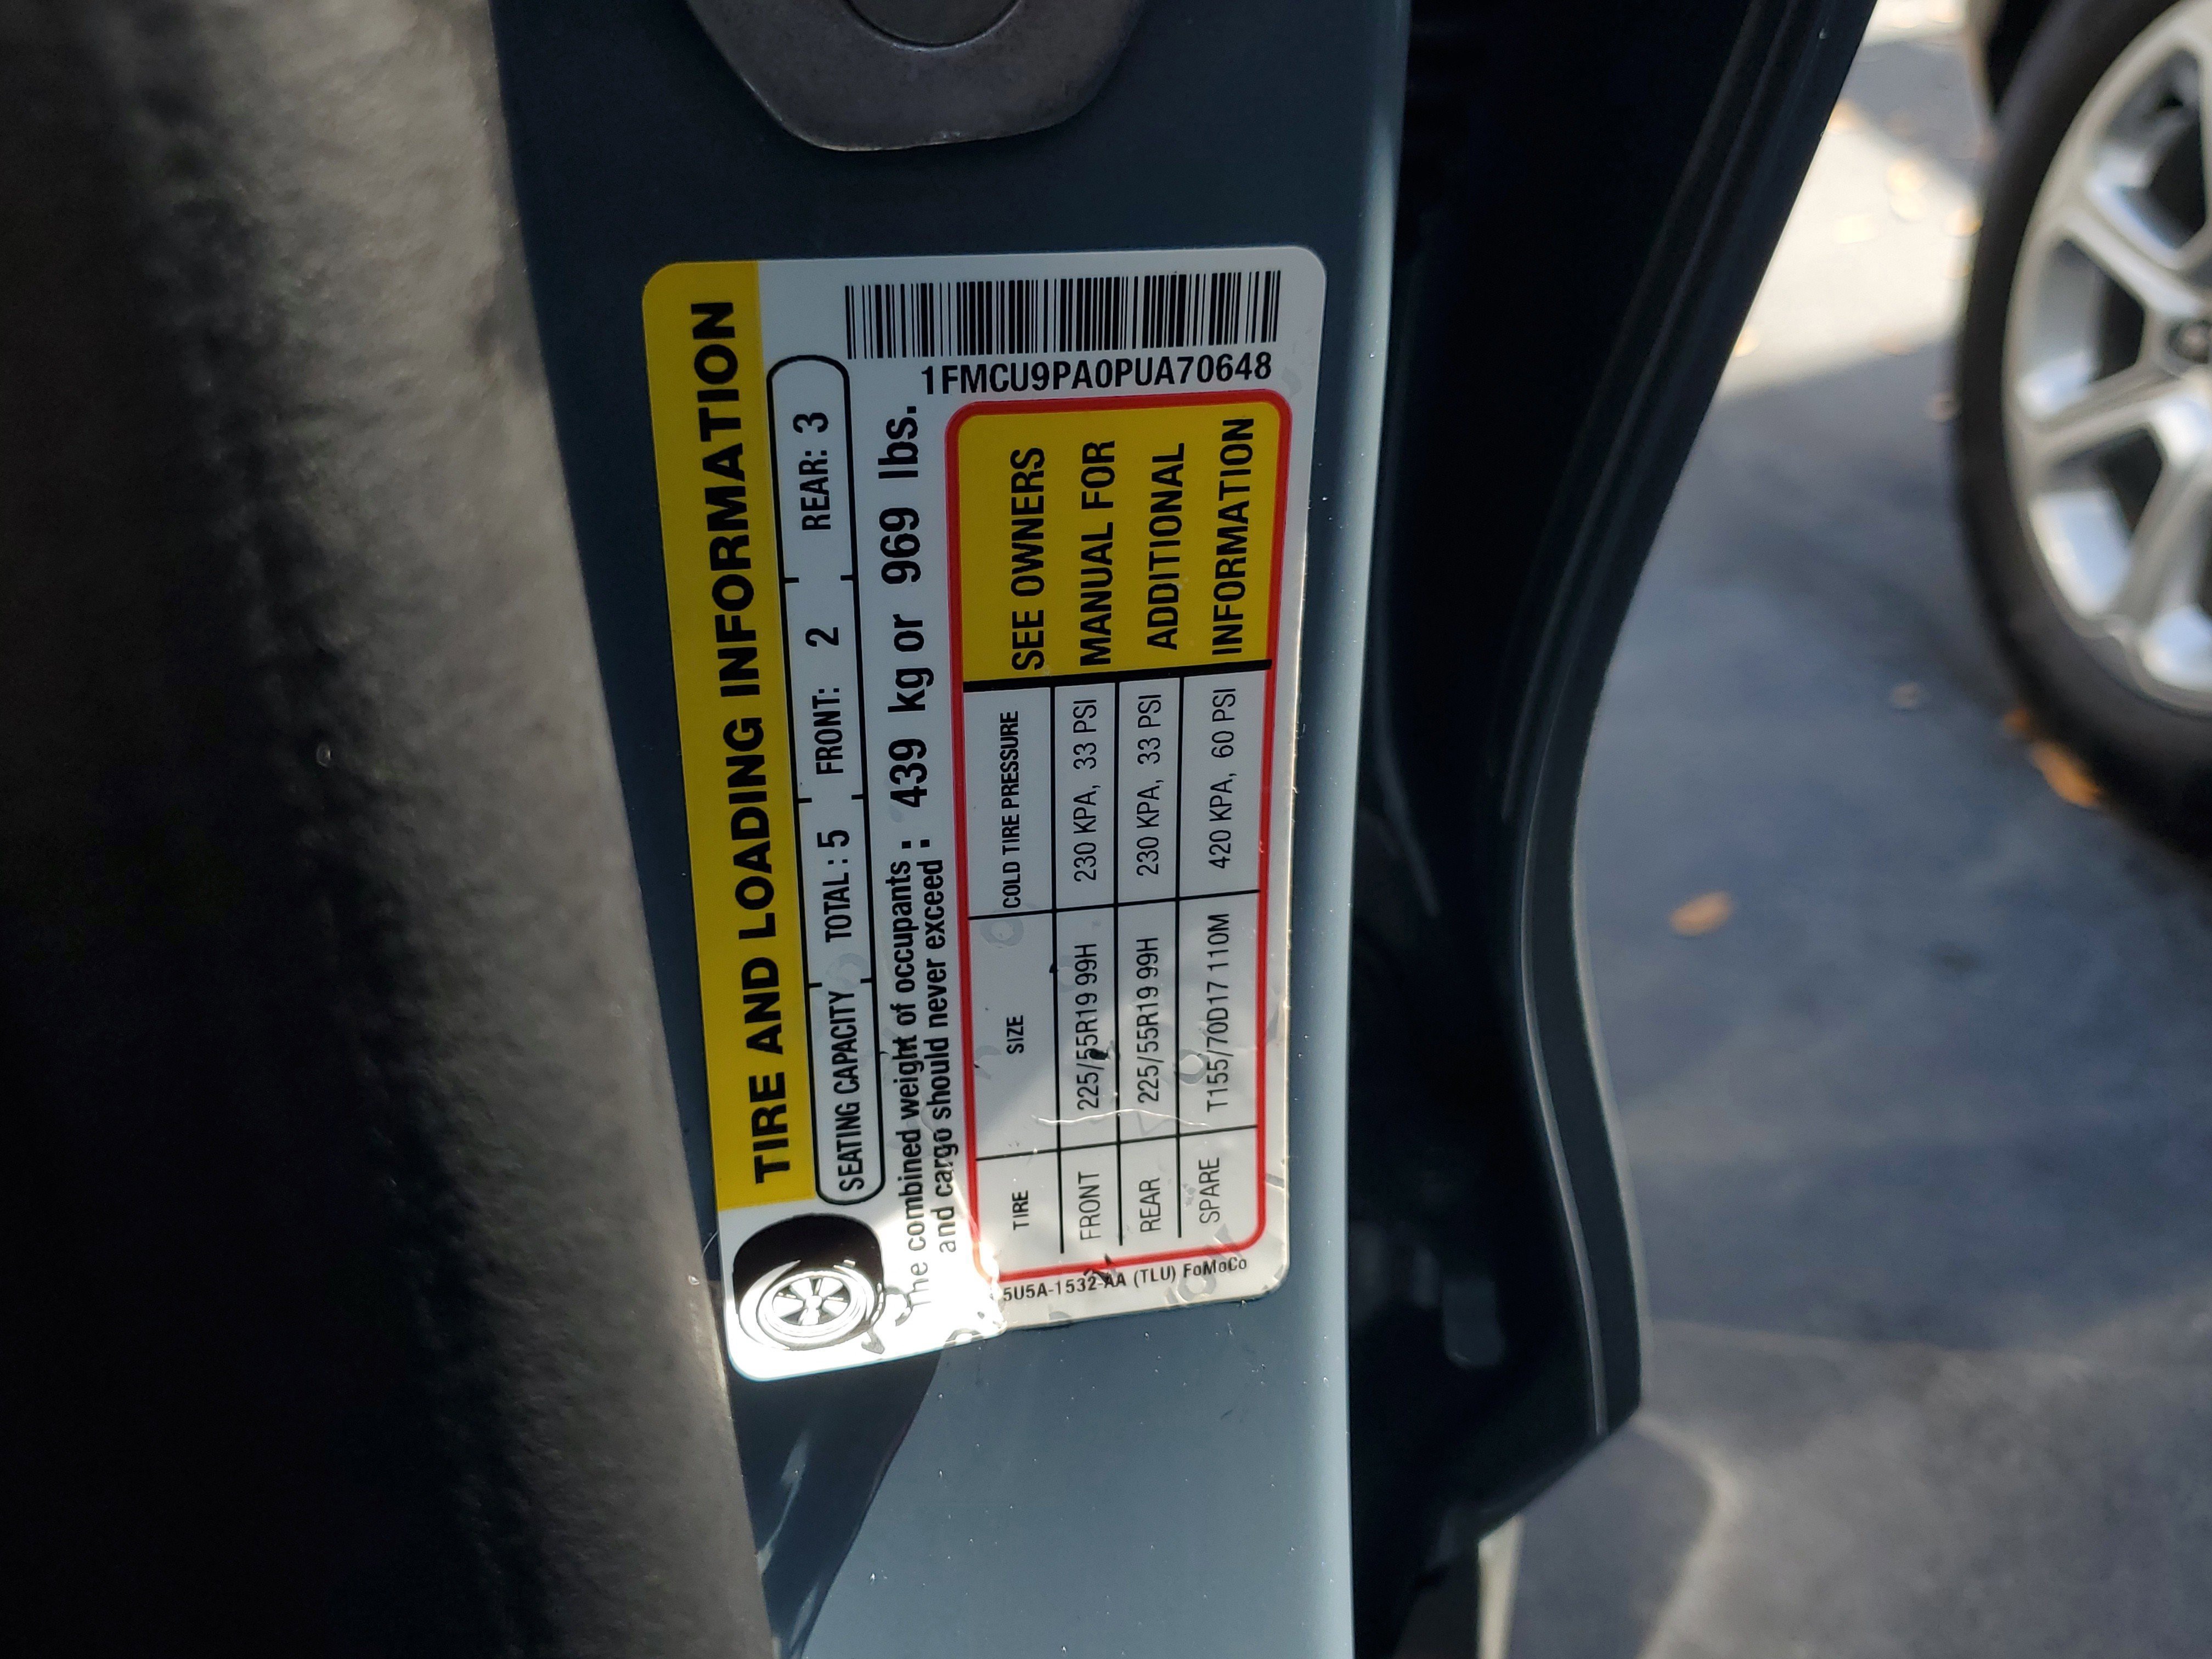 TIRE AND LOADING INFORMATION
SEATING CAPACITY TOTAL : 5 FRONT: 2 REAR: 3
The combined weight of occupants
and cargo should never exceed : 439 kg or 969 lbs.
1FMCU9PA0PUA70648
TIRE SIZE COLD TIRE PRESSURE
FRONT 225/55R19 99H 230 KPA, 33 PSI
REAR 225/55R19 99H 230 KPA, 33 PSI
SPARE T155/70D17 110M 420 KPA, 60 PSI
SEE OWNERS
MANUAL FOR
ADDITIONAL
INFORMATION
5U5A-1532-AA (TLU) FoMoCo